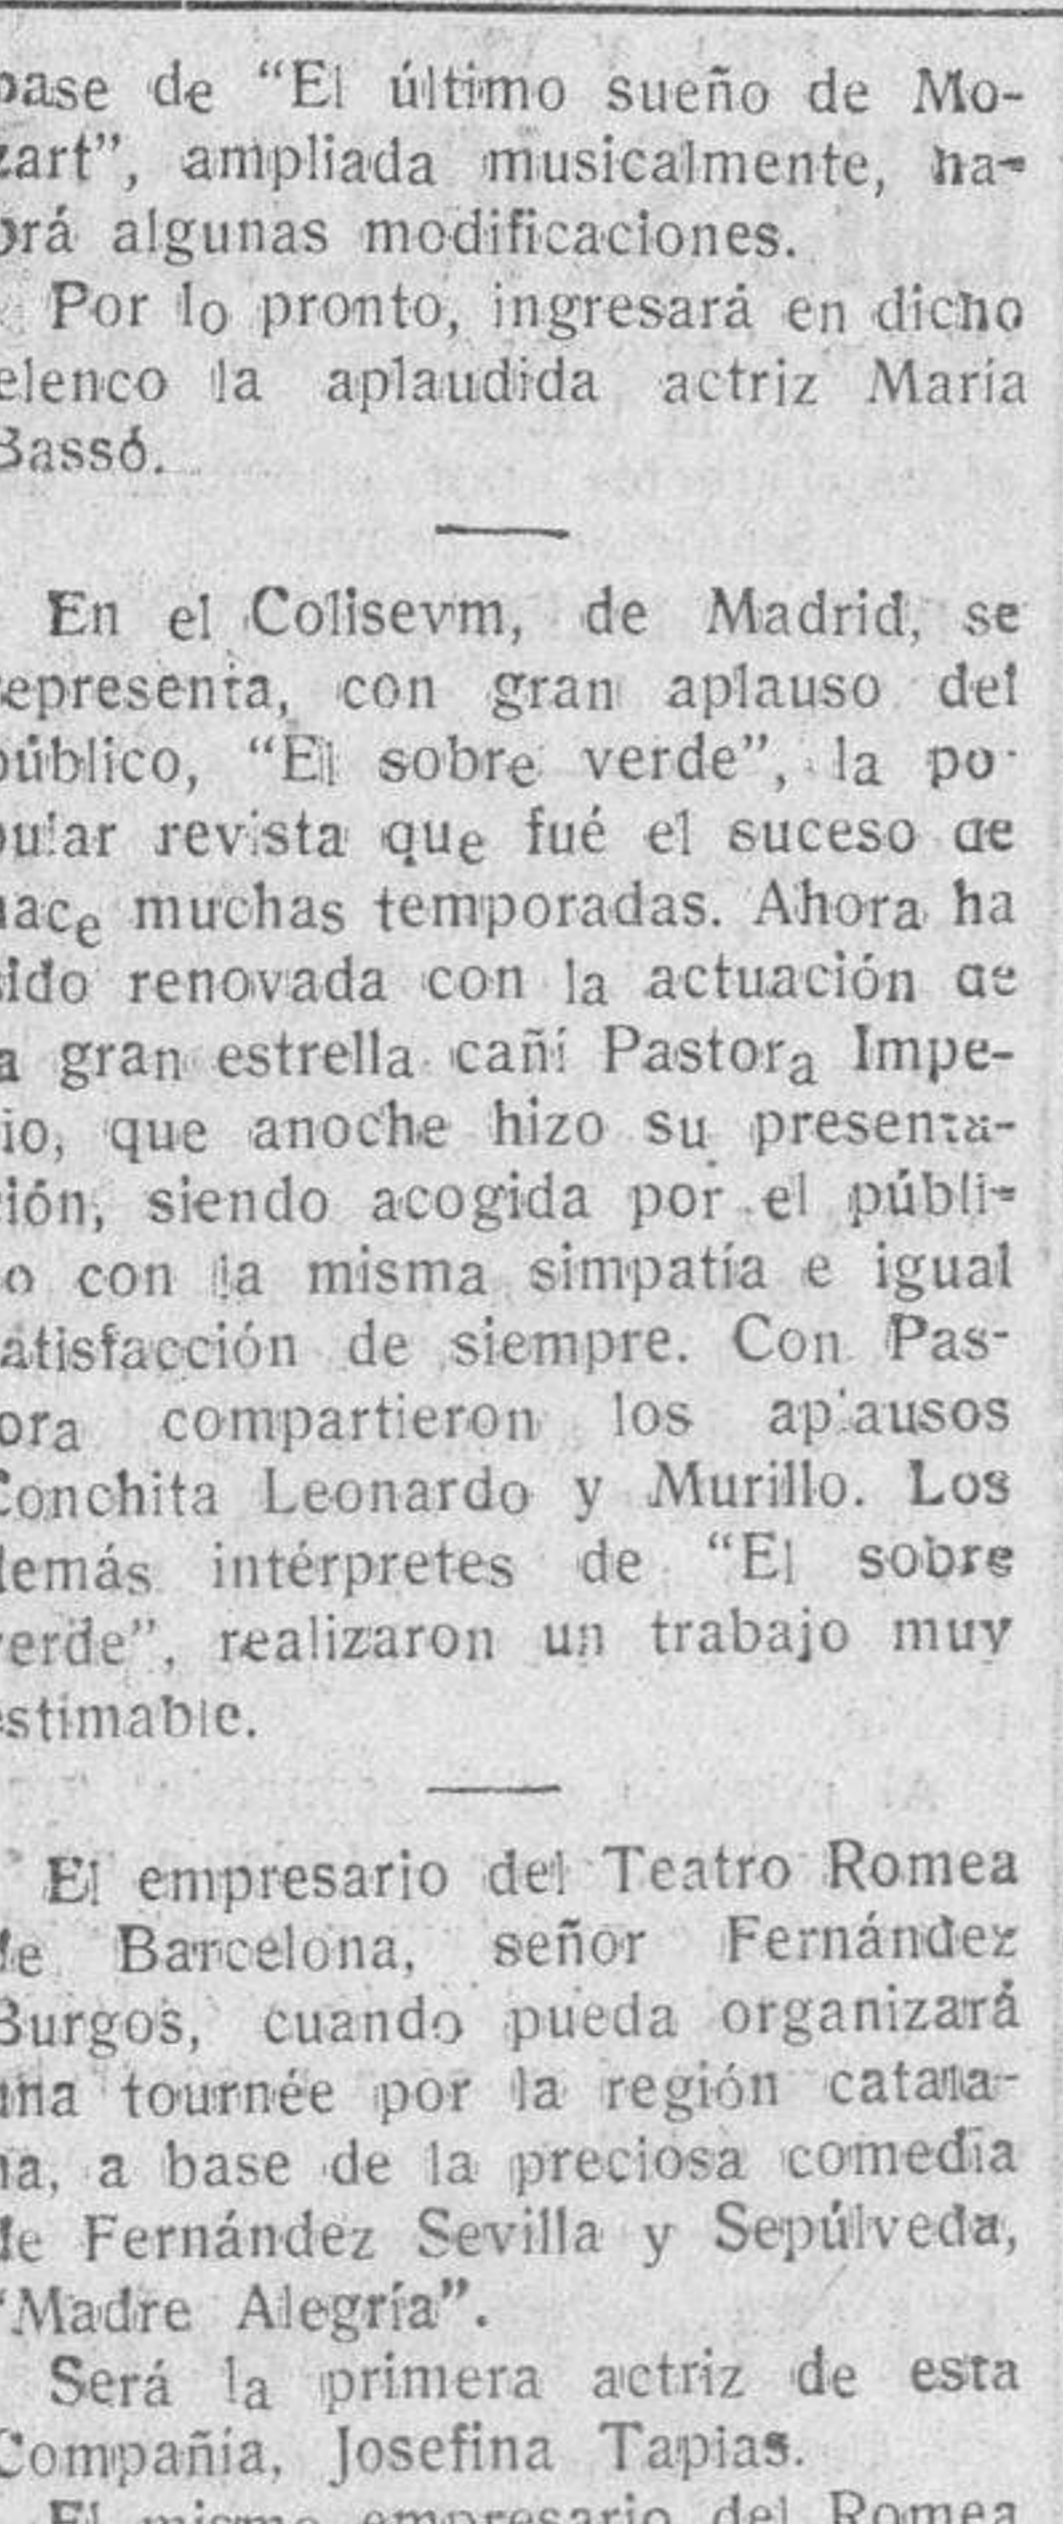 base de “El último sueño de Mo-
zart”, ampliada musicalmente, ha-
brá algunas modificaciones.
Por lo pronto, ingresará en dicho
elenco la aplaudida actriz María
Bassó.
En el Colisevm, de Madrid, se
representa, con gran aplauso del
público, “El sobre verde”, la po-
pular revista que fué el suceso de
hace muchas temporadas. Ahora ha
sido renovada con la actuación de
la gran estrella cañí Pastora Impe-
rio, que anoche hizo su presenta-
ción, siendo acogida por el públi-
co con la misma simpatía e igual
satisfacción de siempre. Con Pas-
tora compartieron los aplausos
Conchita Leonardo y Murillo. Los
demás intérpretes de “El sobre
verde”, realizaron un trabajo muy
estimable.
El empresario del Teatro Romea
de Barcelona, señor Fernández
Burgos, cuando pueda organizará
una tournée por la región catala-
na, a base de la preciosa comedia
de Fernández Sevilla y Sepúlveda,
“Madre Alegría”.
Será la primera actriz de esta
Compañía, Josefina Tapias.
El mismo empresario del Romea